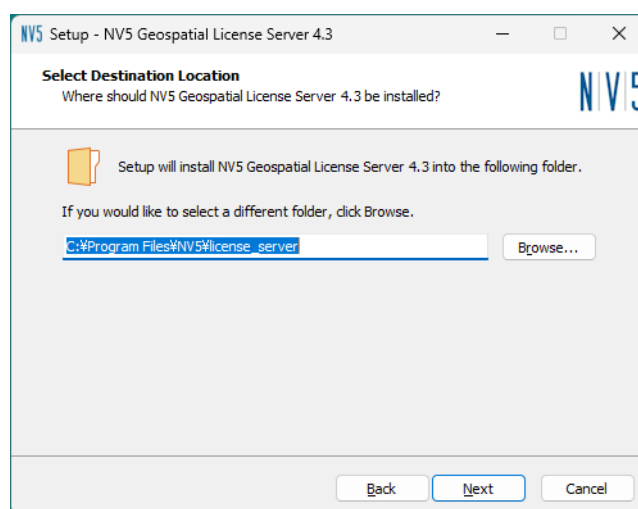 NV5 Setup - NV5 Geospatial License Server 4.3
Select Destination Location
Where should NV5 Geospatial License Server 4.3 be installed?
NV5
Setup will install NV5 Geospatial License Server 4.3 into the following folder.
If you would like to select a different folder, click Browse.
C:¥Program Files¥NV5¥license_server
Browse...
Back
Next
Cancel